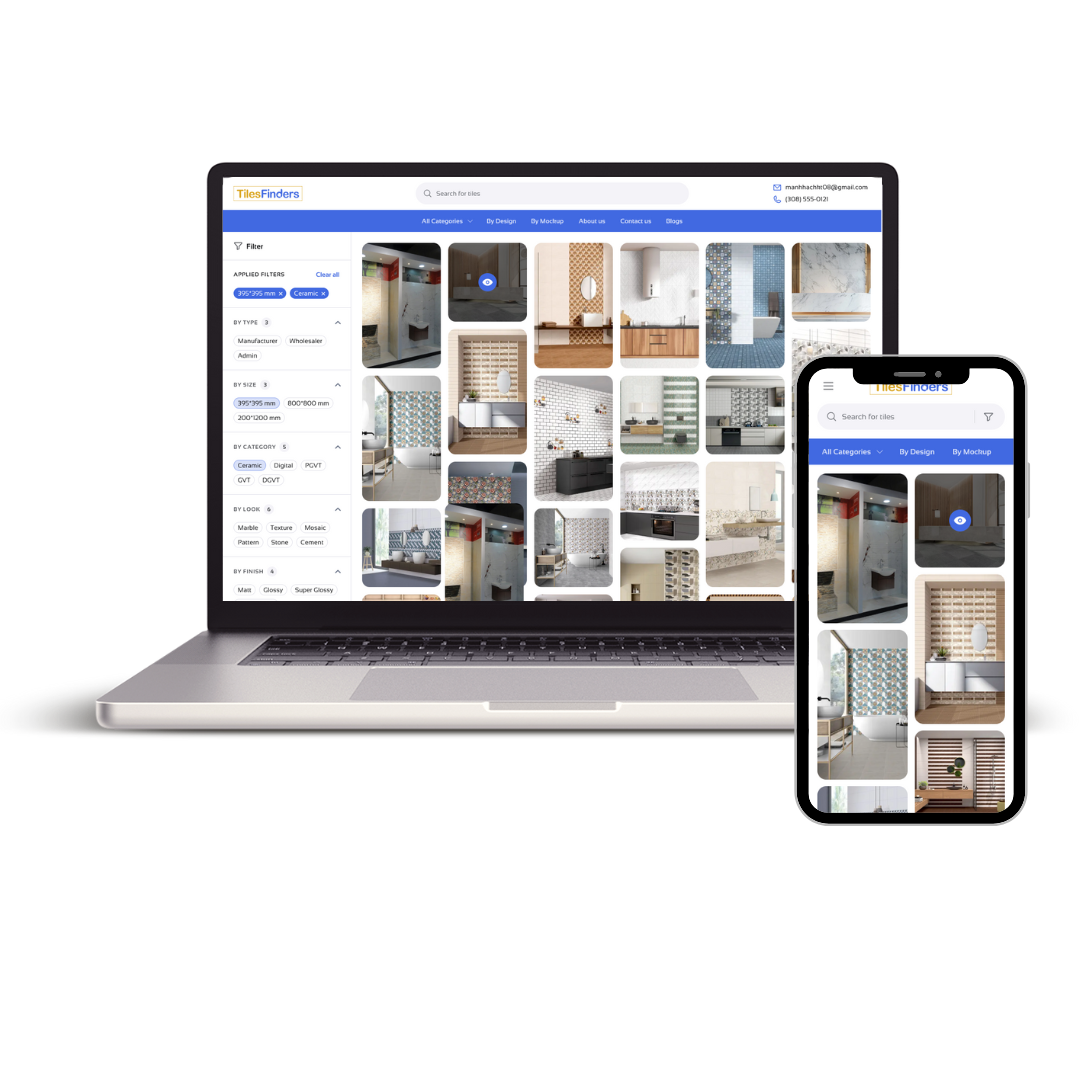 TilesFinders
Search for tiles
manhhachkt08@gmail.com
(308) 555-0121
All Categories By Design By Mockup About us Contact us Blogs
Filter
APPLIED FILTERS Clear all
395*395 mm × Ceramic ×
BY TYPE 3
Manufacturer Wholesaler
Admin
BY SIZE 3
395*395 mm 800*800 mm
200*1200 mm
BY CATEGORY 5
Ceramic Digital PGVT
GVT DGVT
BY LOOK 6
Marble Texture Mosaic
Pattern Stone Cement
BY FINISH 4
Matt Glossy Super Glossy
TilesFinders
Search for tiles
All Categories By Design By Mockup